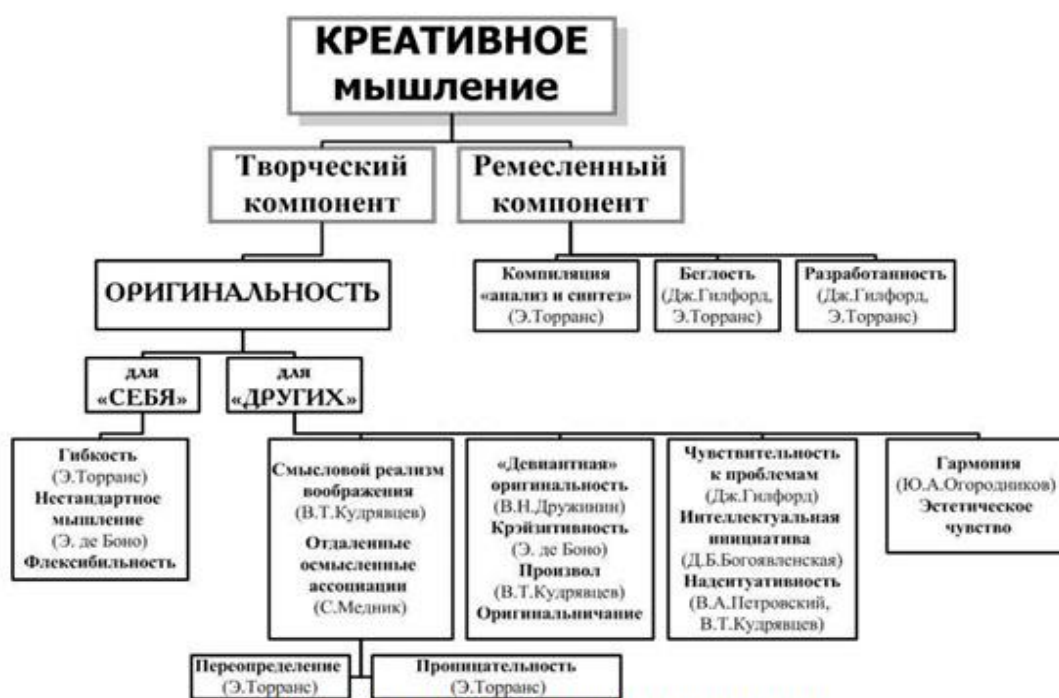 КРЕАТИВНОЕ
мышление
Творческий
компонент
Ремесленный
компонент
ОРИГИНАЛЬНОСТЬ
Компиляция
«анализ и синтез»
(Э.Торранс)
Беглость
(Дж.Гилфорд,
Э.Торранс)
Разработанность
(Дж.Гилфорд,
Э.Торранс)
для
«СЕБЯ»
для
«ДРУГИХ»
Гибкость
(Э.Торранс)
Нестандартное
мышление
(Э. де Боно)
Флексибильность
Смысловой реализм
воображения
(В.Т.Кудрявцев)
Отдаленные
осмысленные
ассоциации
(С.Медник)
«Девиантная»
оригинальность
(В.Н.Дружинин)
Крэйзитивность
(Э. де Боно)
Произвол
(В.Т.Кудрявцев)
Оригинальничание
Чувствительность
к проблемам
(Дж.Гилфорд)
Интеллектуальная
инициатива
(Д.Б.Богоявленская)
Надситуативность
(В.А.Петровский,
В.Т.Кудрявцев)
Гармония
(Ю.А.Огородников)
Эстетическое
чувство
Переопределение
(Э.Торранс)
Проницательность
(Э.Торранс)